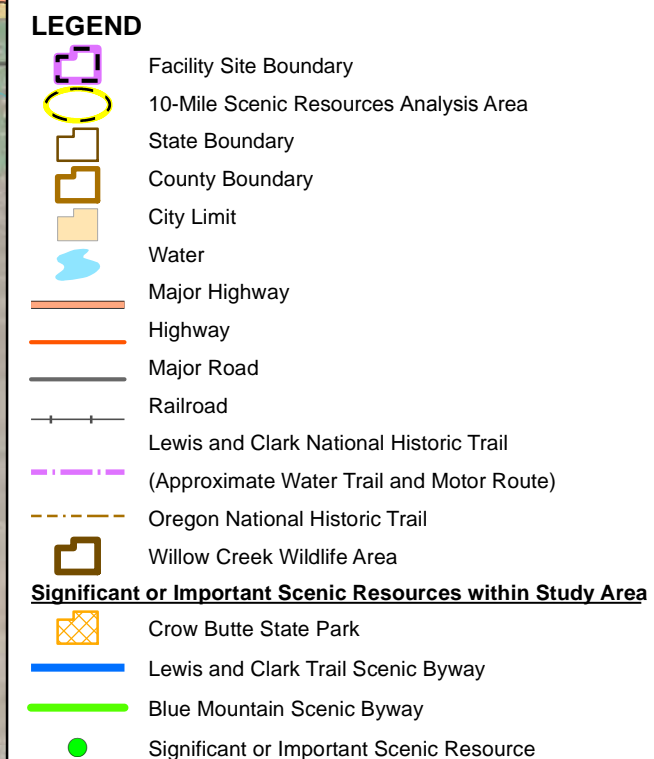 LEGEND
Facility Site Boundary
10-Mile Scenic Resources Analysis Area
State Boundary
County Boundary
City Limit
Water
Major Highway
Highway
Major Road
Railroad
Lewis and Clark National Historic Trail
(Approximate Water Trail and Motor Route)
Oregon National Historic Trail
Willow Creek Wildlife Area
Significant or Important Scenic Resources within Study Area
Crow Butte State Park
Lewis and Clark Trail Scenic Byway
Blue Mountain Scenic Byway
Significant or Important Scenic Resource